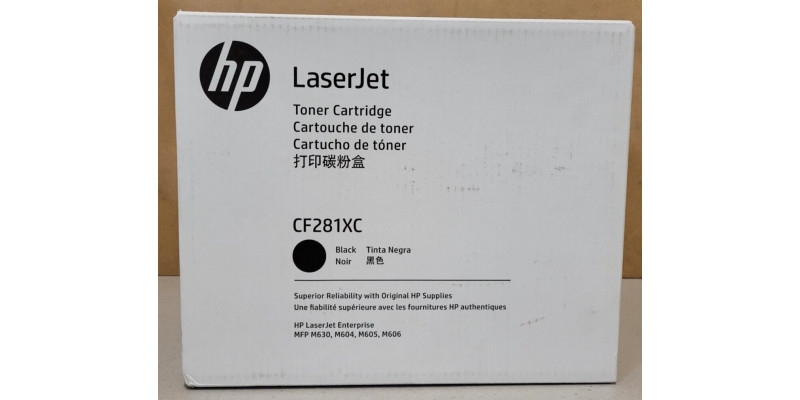 hp
LaserJet
Toner Cartridge
Cartouche de toner
Cartucho de tóner
打印碳粉盒
CF281XC
Black Tinta Negra
Noir 黑色
Superior Reliability with Original HP Supplies
Une fiabilité supérieure avec les fournitures HP authentiques
HP LaserJet Enterprise
MFP M630, M604, M605, M606